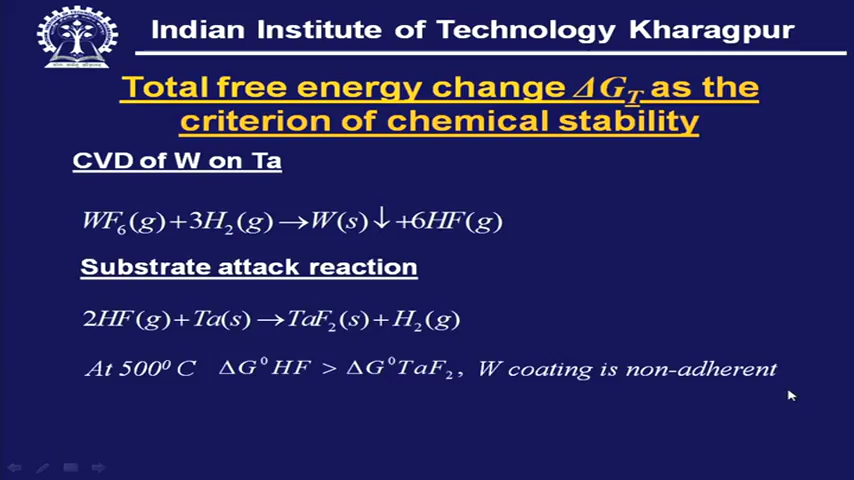 Indian Institute of Technology Kharagpur
Total free energy change ΔG_T as the
criterion of chemical stability
CVD of W on Ta
WF₆(g)+3H₂(g)→W(s)↓+6HF(g)
Substrate attack reaction
2HF(g)+Ta(s)→TaF₂(s)+H₂(g)
At 500⁰ C ΔG⁰HF > ΔG⁰TaF₂, W coating is non-adherent